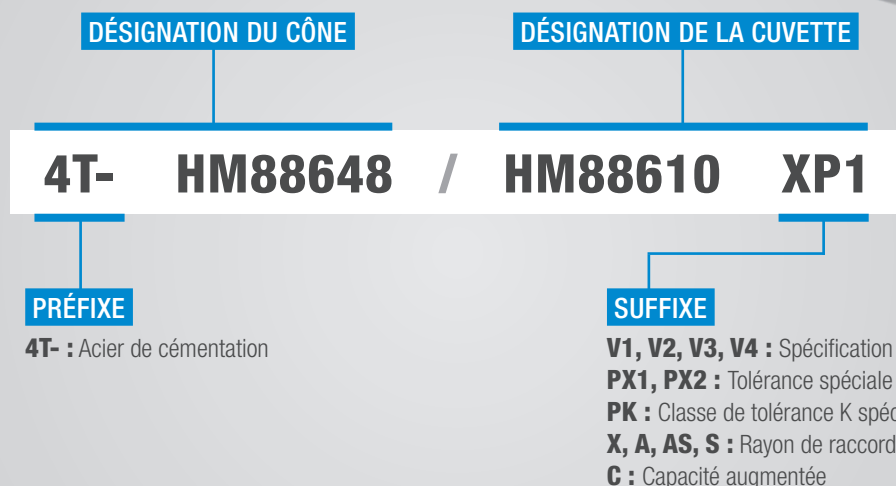 DÉSIGNATION DU CÔNE DÉSIGNATION DE LA CUVETTE
4T- HM88648 / HM88610 XP1
PRÉFIXE
4T- : Acier de cémentation
SUFFIXE
V1, V2, V3, V4 : Spécification
PX1, PX2 : Tolérance spéciale
PK : Classe de tolérance K
X, A, AS, S : Rayon de
C : Capacité augmentée